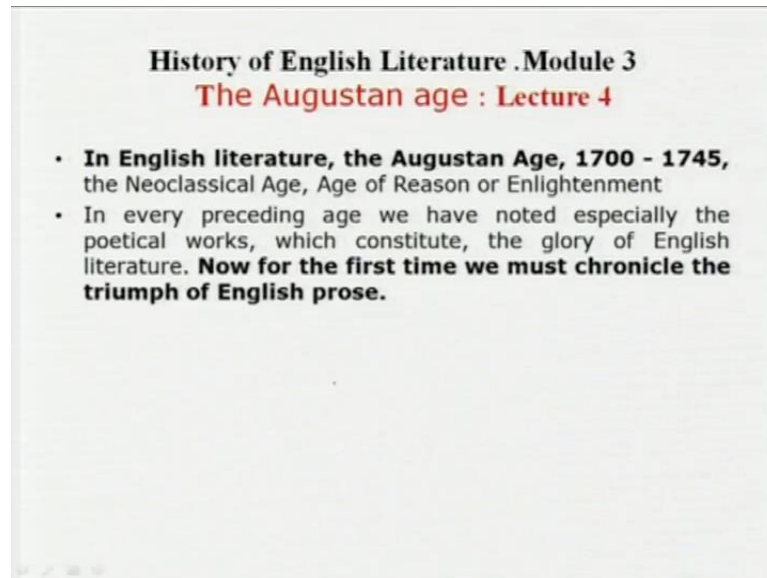 History of English Literature .Module 3
The Augustan age : Lecture 4
• In English literature, the Augustan Age, 1700 - 1745,
the Neoclassical Age, Age of Reason or Enlightenment
• In every preceding age we have noted especially the
poetical works, which constitute, the glory of English
literature. Now for the first time we must chronicle the
triumph of English prose.